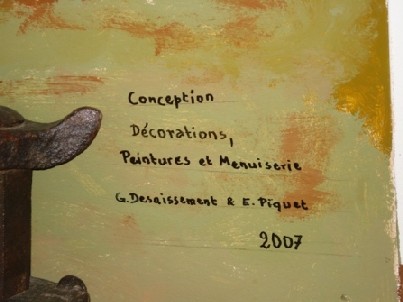 Conception
Décorations,
Peintures et Menuiserie
G. Desaissement & E. Piquet
2007